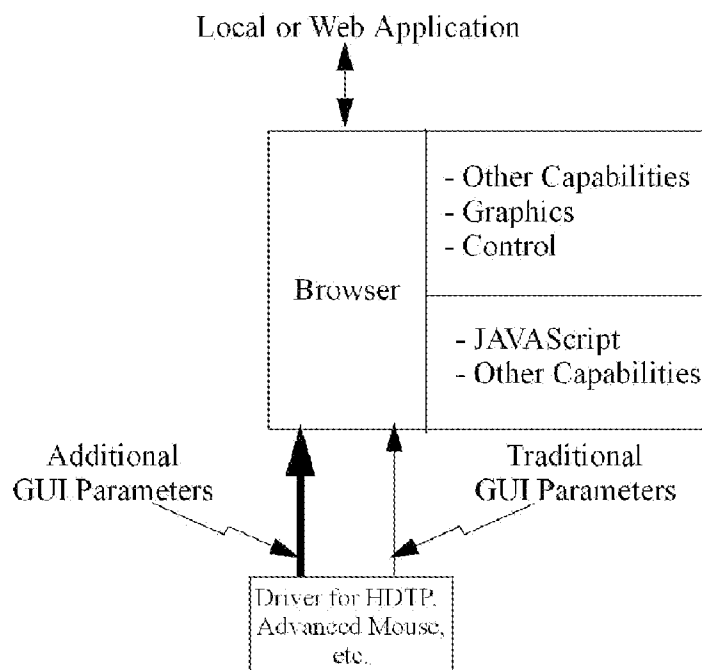 Local or Web Application
Browser
- Other Capabilities
- Graphics
- Control
- JAVAScript
- Other Capabilities
Additional
GUI Parameters
Traditional
GUI Parameters
Driver for HDTP,
Advanced Mouse,
etc.